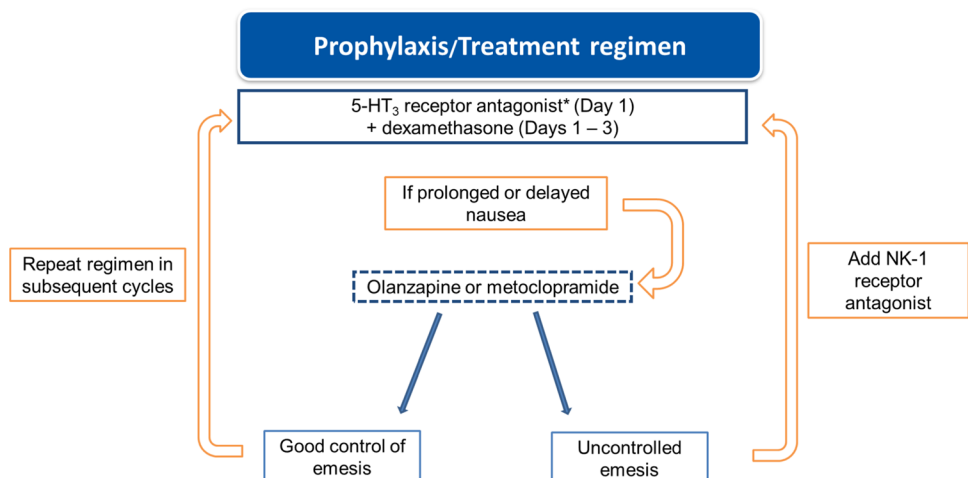 Prophylaxis/Treatment regimen
5-HT₃ receptor antagonist* (Day 1)
+ dexamethasone (Days 1 – 3)
If prolonged or delayed
nausea
Repeat regimen in
subsequent cycles
Add NK-1
receptor
antagonist
Olanzapine or metoclopramide
Good control of
emesis
Uncontrolled
emesis